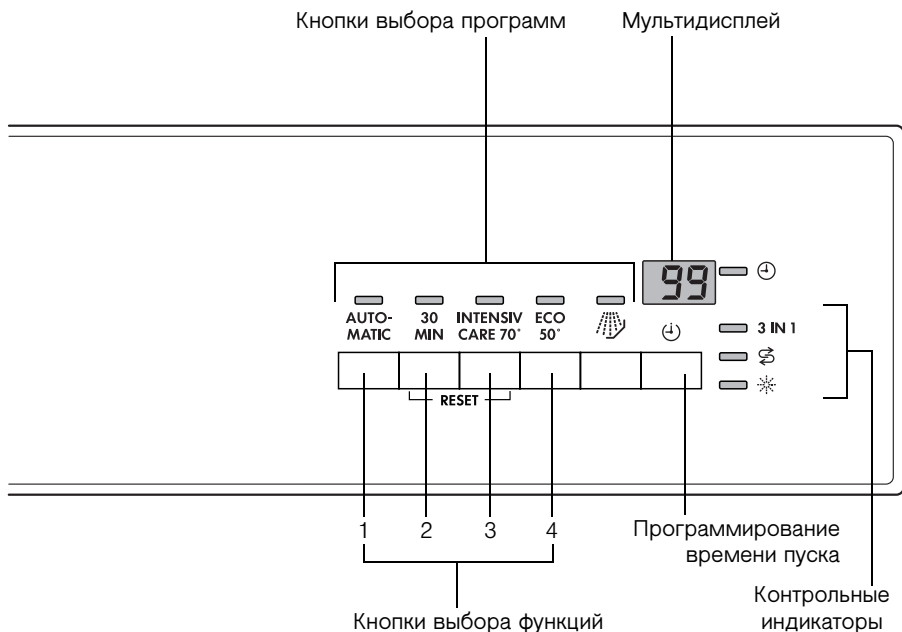 Кнопки выбора программ
Мультидисплей
99
AUTO-
MATIC
30
MIN
INTENSIV
CARE 70°
ECO
50°
3 IN 1
RESET
1 2 3 4
Программирование
времени пуска
Контрольные
индикаторы
Кнопки выбора функций